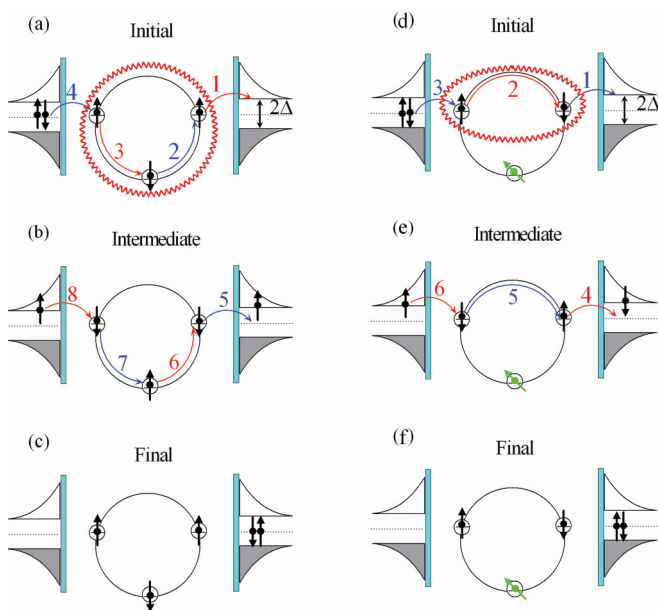 (a)
Initial
4
1
2Δ
3
2
(b)
Intermediate
8
5
7
6
(c)
Final
(d)
Initial
3
2
1
2Δ
(e)
Intermediate
6
5
4
(f)
Final